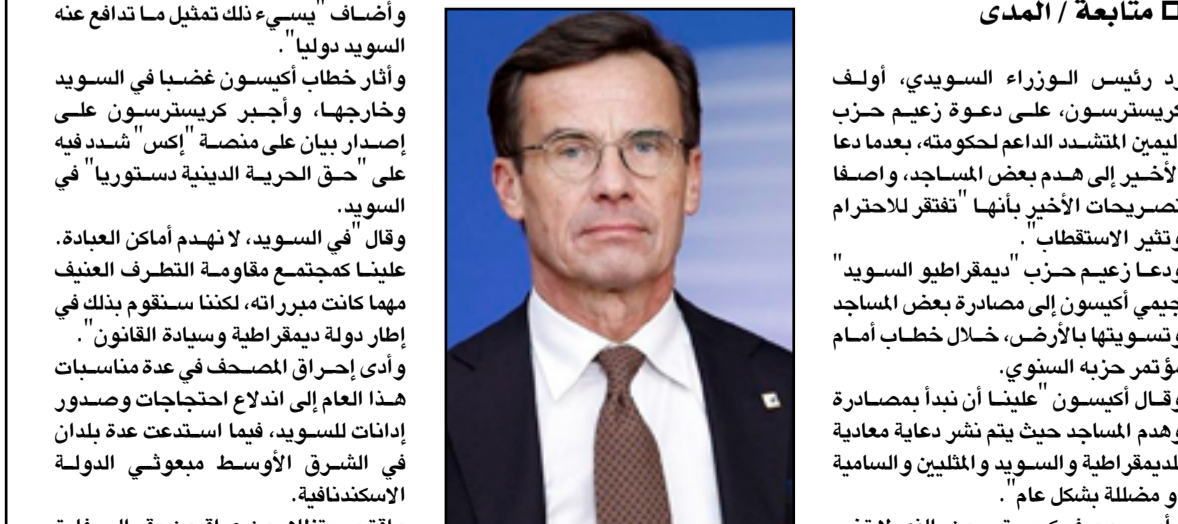 متابعة / المدى
رد رئيس الوزراء السويدي، أولف
كريسترسون، على دعوة زعيم حزب
اليمين المتشدد الداعم لحكومته، بعدما دعا
الأخير إلى هدم بعض المساجد، واصفا
تصريحات الأخير بأنها "تفتقر للاحترام
وتثير الاستقطاب".
ودعا زعيم حزب "ديمقراطيو السويد"
جيمي أكيسون إلى مصادرة بعض المساجد
وتسويتها بالأرض، خلال خطاب أمام
مؤتمر حزبه السنوي.
وقال أكيسون "علينا أن نبدأ بمصادرة
وهدم المساجد حيث يتم نشر دعاية معادية
للديمقراطية والسويد والمثليين والسامية
أو مضللة بشكل عام".
وأضاف "يسيء ذلك تمثيل ما تدافع عنه
السويد دوليا".
وأثار خطاب أكيسون غضبا في السويد
وخارجها، وأجبر كريسترسون على
إصدار بيان على منصة "إكس" شدد فيه
على "حق الحرية الدينية دستوريا" في
السويد.
وقال "في السويد، لا نهدم أماكن العبادة.
علينا كمجتمع مقاومة التطرف العنيف
مهما كانت مبرراته، لكننا سنقوم بذلك في
إطار دولة ديمقراطية وسيادة القانون".
وأدى إحراق المصحف في عدة مناسبات
هذا العام إلى اندلاع احتجاجات وصدور
إدانات للسويد، فيما استدعت عدة بلدان
في الشرق الأوسط مبعوثي الدولة
الاسكندنافية.